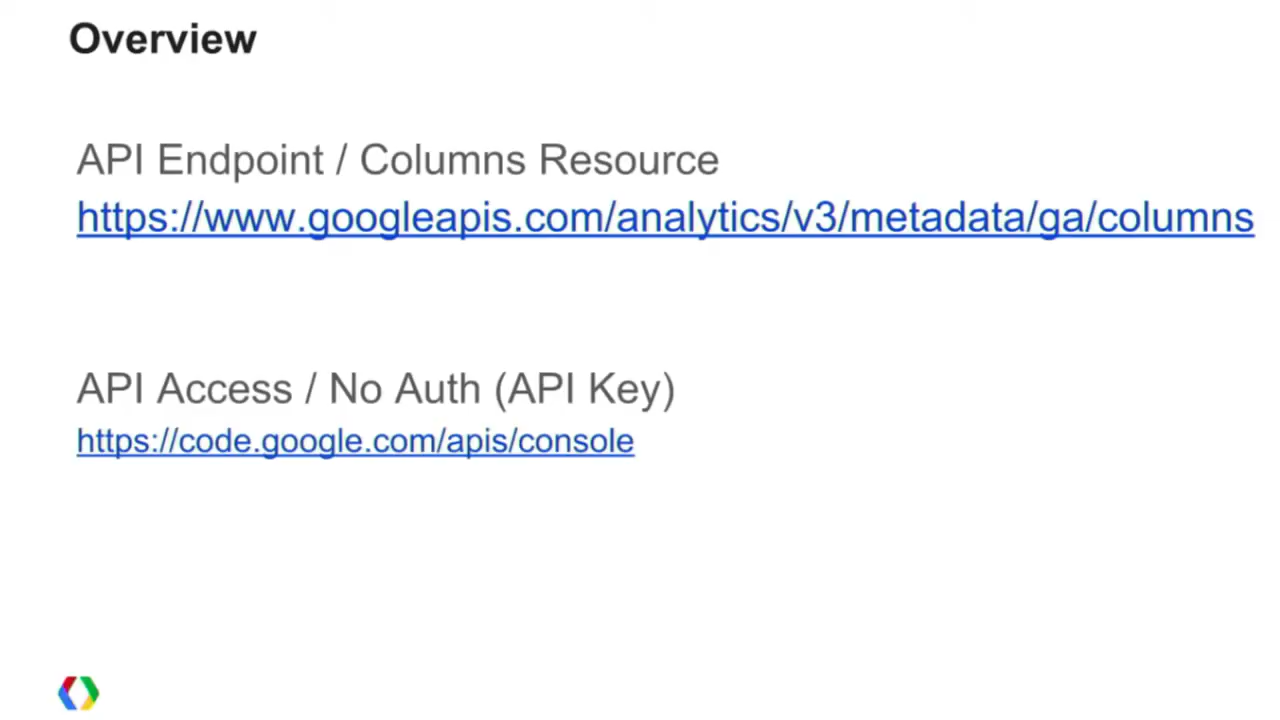 Overview
API Endpoint / Columns Resource
https://www.googleapis.com/analytics/v3/metadata/ga/columns
API Access / No Auth (API Key)
https://code.google.com/apis/console